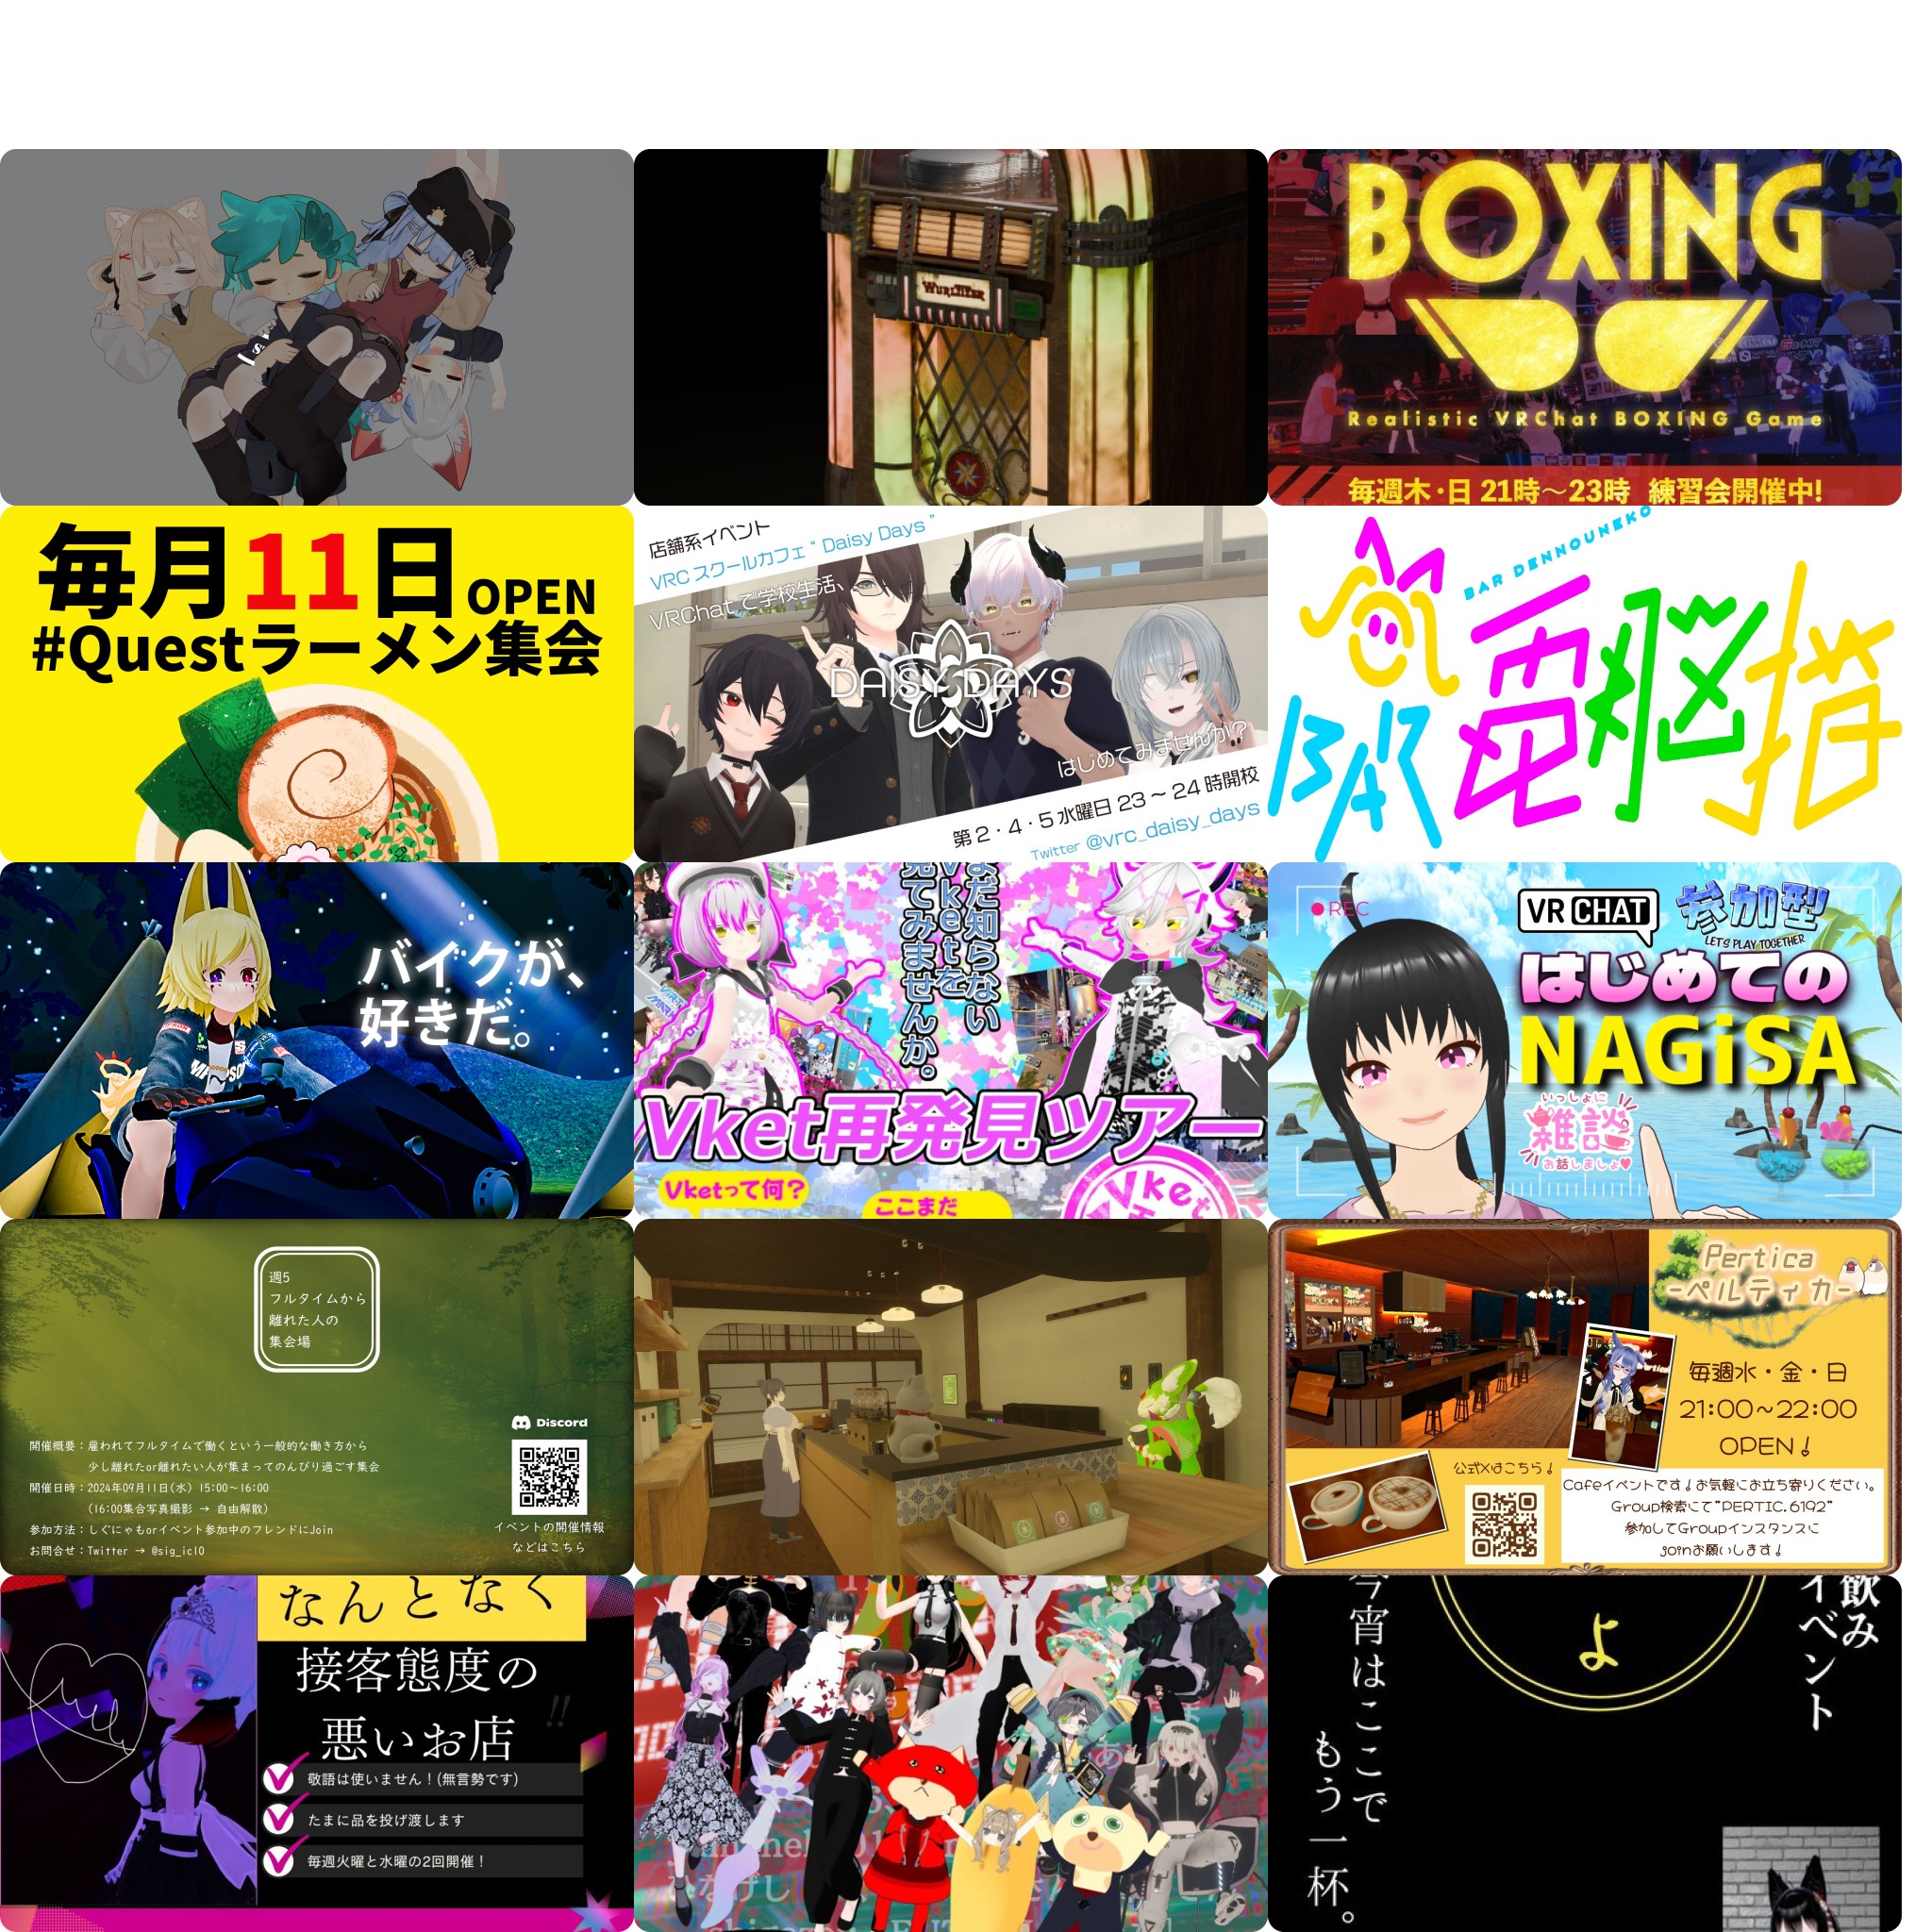 WURLITZER
BOXING
Realistic VRChat BOXING Game
毎週木・日 21時～23時 練習会開催中!
毎月11日OPEN
#Questラーメン集会
店舗系イベント
VRC スクールカフェ “ Daisy Days ”
VRChat で学校生活、
DAISY DAYS
はじめてみませんか？
第 2・4・5 水曜日 23 ～ 24 時開校
Twitter @vrc_daisy_days
BAR DENNOUNEKO
BAR 電脳猫
バイクが、
好きだ。
まだ知らない
Vketを
見てみませんか。
Vket再発見ツアー
Vketって何？
ここまだ
Vket
REC
VR CHAT
参加型
LET'S PLAY TOGETHER
はじめての
NAGiSA
いっしょに
雑談
お話しましょ♥
週5
フルタイムから
離れた人の
集会場
Discord
開催概要：雇われてフルタイムで働くという一般的な働き方から
少し離れたor離れたい人が集まってのんびり過ごす集会
開催日時：2024年09月11日(水) 15:00～16:00
(16:00集合写真撮影 → 自由解散)
参加方法：しぐにゃもorイベント参加中のフレンドにJoin
お問合せ：Twitter → @sig_ic10
イベントの開催情報
などはこちら
Pertica
-ペルティカ-
毎週水・金・日
21:00～22:00
OPEN！
公式Xはこちら！
Cafeイベントです！お気軽にお立ち寄りください。
Group検索にて"PERTIC.6192"
参加してGroupインスタンスに
joinお願いします！
なんとなく
接客態度の
悪いお店
!!
敬語は使いません！(無言勢です)
たまに品を投げ渡します
毎週火曜と水曜の2回開催！
飲み
イベント
よ
今宵はここで
もう一杯。